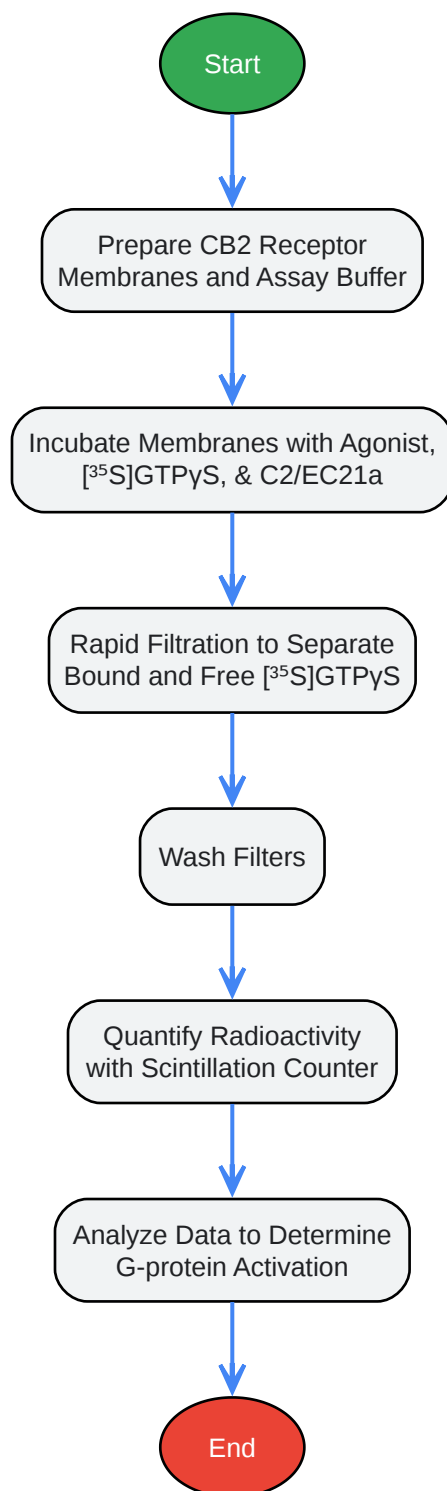 Start
Prepare CB2 Receptor
Membranes and Assay Buffer
Incubate Membranes with Agonist,
[³⁵S]GTPγS, & C2/EC21a
Rapid Filtration to Separate
Bound and Free [³⁵S]GTPγS
Wash Filters
Quantify Radioactivity
with Scintillation Counter
Analyze Data to Determine
G-protein Activation
End